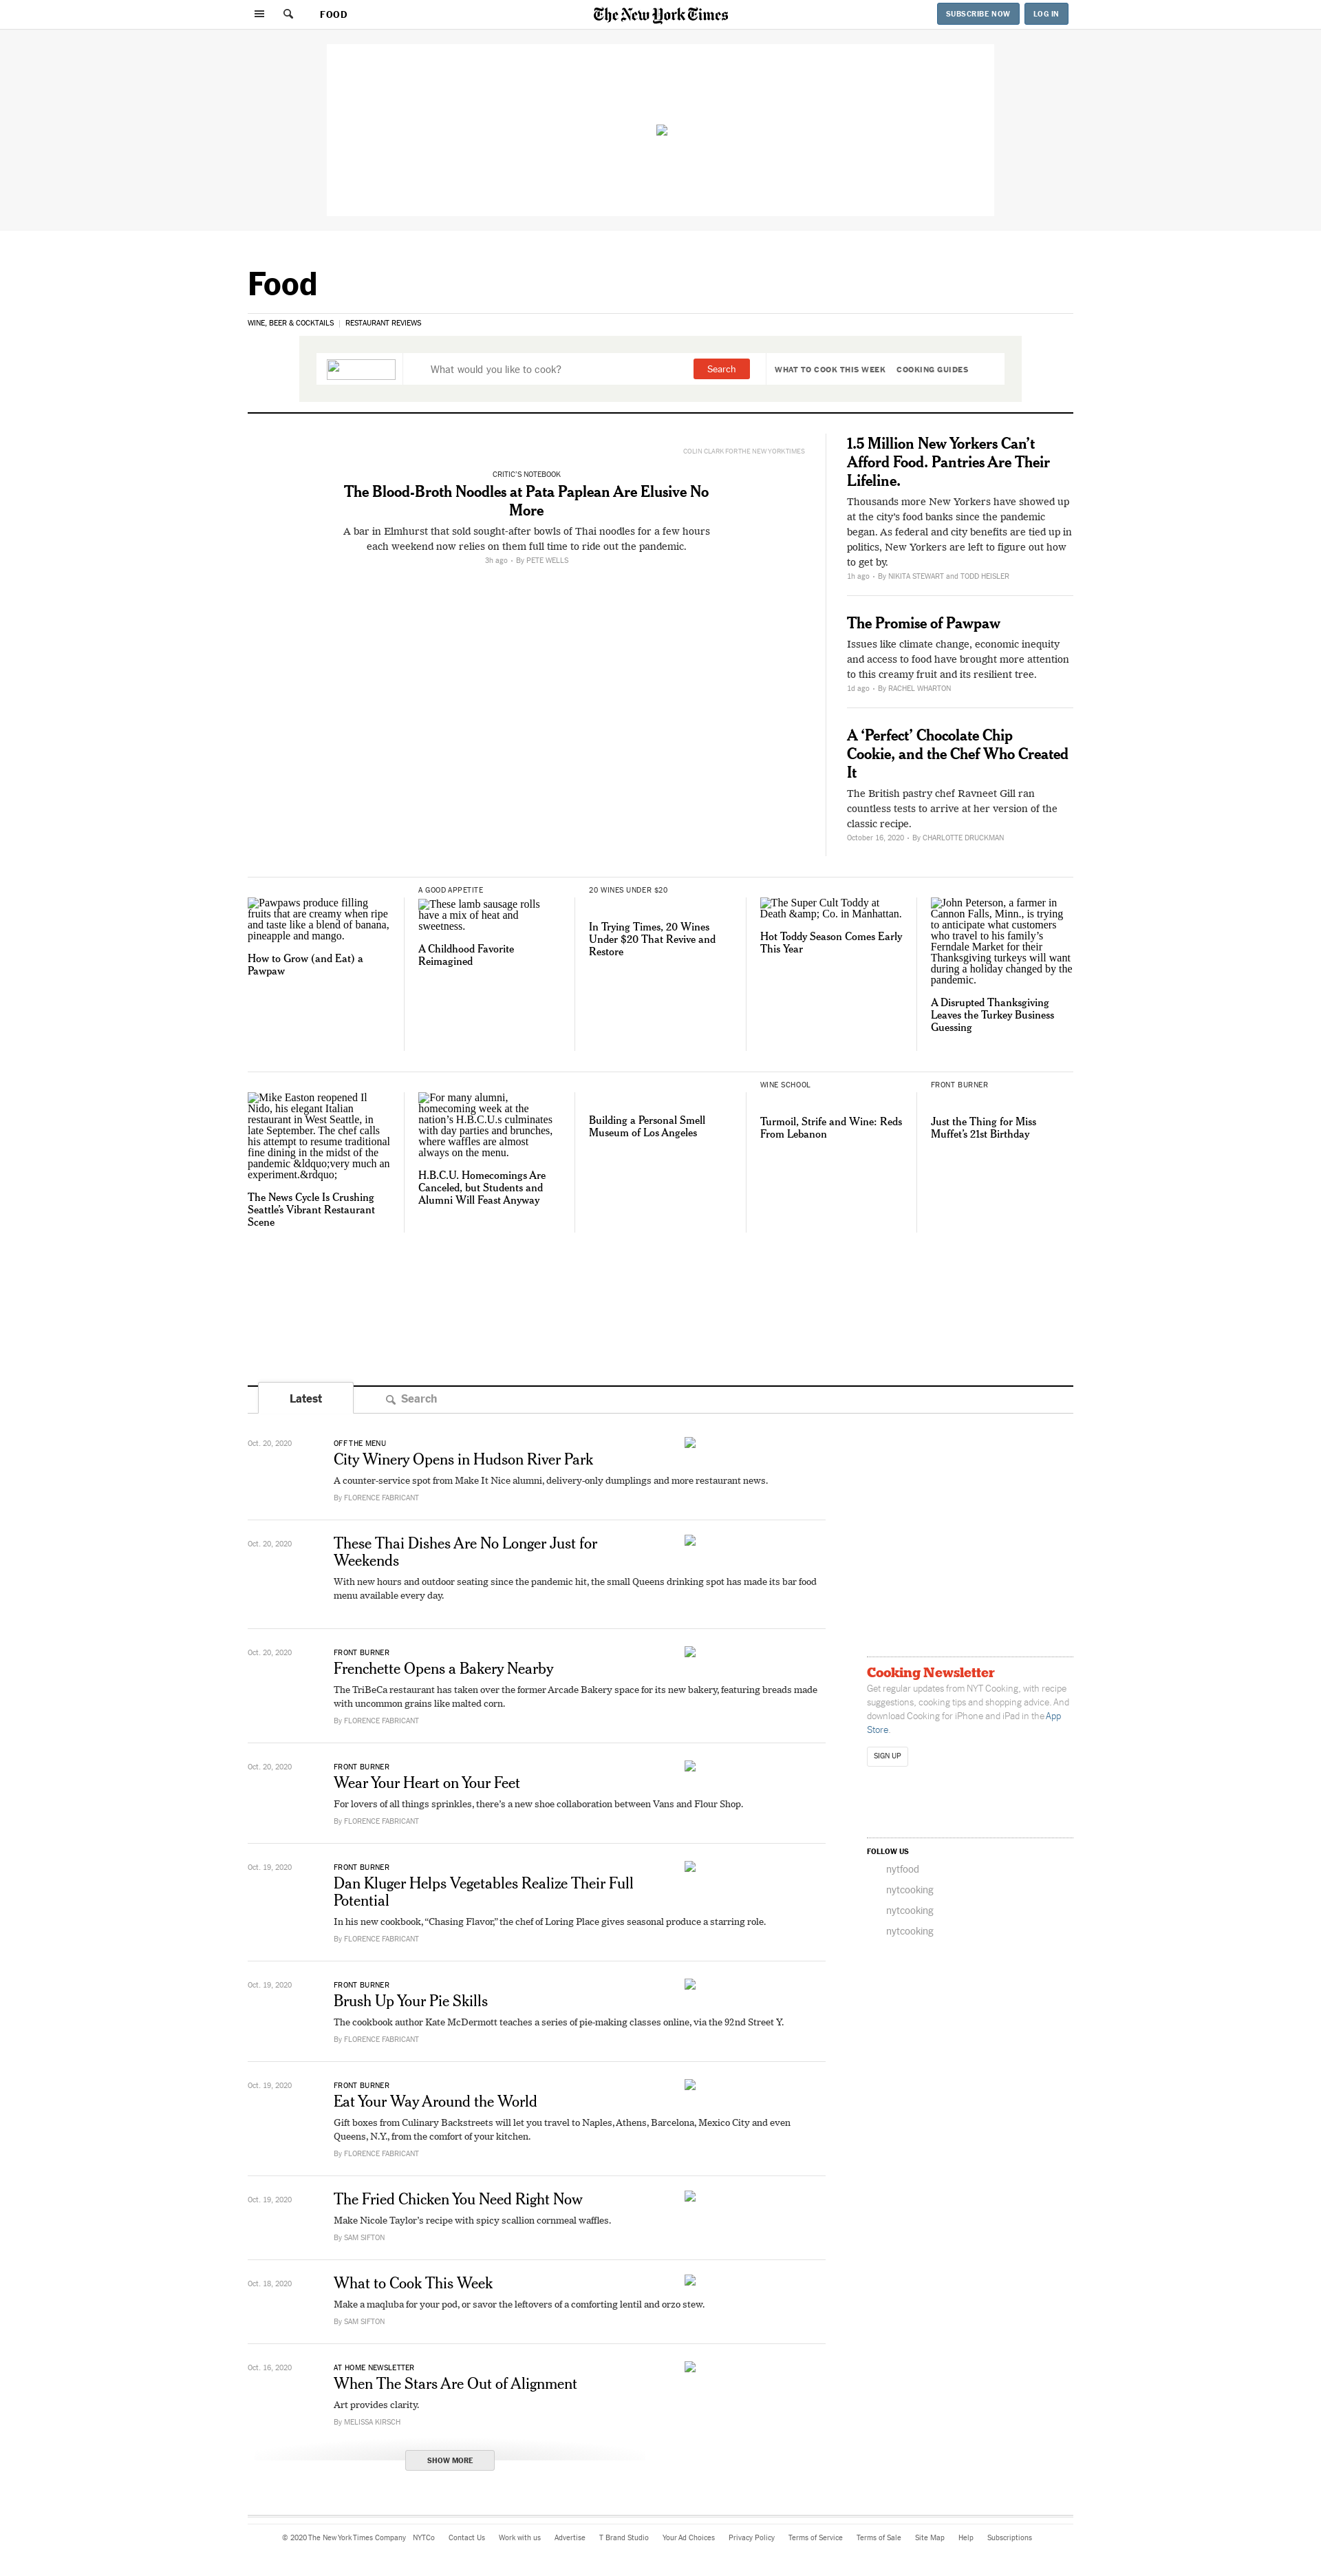 FOOD
The New York Times
SUBSCRIBE NOW
LOG IN
Food
WINE, BEER & COCKTAILS
RESTAURANT REVIEWS
What would you like to cook?
Search
WHAT TO COOK THIS WEEK
COOKING GUIDES
COLIN CLARK FOR THE NEW YORK TIMES
CRITIC'S NOTEBOOK
The Blood-Broth Noodles at Pata Paplean Are Elusive No
More
A bar in Elmhurst that sold sought-after bowls of Thai noodles for a few hours
each weekend now relies on them full time to ride out the pandemic.
3h ago • By PETE WELLS
1.5 Million New Yorkers Can’t
Afford Food. Pantries Are Their
Lifeline.
Thousands more New Yorkers have showed up
at the city’s food banks since the pandemic
began. As federal and city benefits are tied up in
politics, New Yorkers are left to figure out how
to get by.
1h ago • By NIKITA STEWART and TODD HEISLER
The Promise of Pawpaw
Issues like climate change, economic inequity
and access to food have brought more attention
to this creamy fruit and its resilient tree.
1d ago • By RACHEL WHARTON
A ‘Perfect’ Chocolate Chip
Cookie, and the Chef Who Created
It
The British pastry chef Ravneet Gill ran
countless tests to arrive at her version of the
classic recipe.
October 16, 2020 • By CHARLOTTE DRUCKMAN
Pawpaws produce filling
fruits that are creamy when ripe
and taste like a blend of banana,
pineapple and mango.
How to Grow (and Eat) a
Pawpaw
A GOOD APPETITE
These lamb sausage rolls
have a mix of heat and
sweetness.
A Childhood Favorite
Reimagined
20 WINES UNDER $20
In Trying Times, 20 Wines
Under $20 That Revive and
Restore
The Super Cult Toddy at
Death &amp; Co. in Manhattan.
Hot Toddy Season Comes Early
This Year
John Peterson, a farmer in
Cannon Falls, Minn., is trying
to anticipate what customers
who travel to his family’s
Ferndale Market for their
Thanksgiving turkeys will want
during a holiday changed by the
pandemic.
A Disrupted Thanksgiving
Leaves the Turkey Business
Guessing
Mike Easton reopened Il
Nido, his elegant Italian
restaurant in West Seattle, in
late September. The chef calls
his attempt to resume traditional
fine dining in the midst of the
pandemic &ldquo;very much an
experiment.&rdquo;
The News Cycle Is Crushing
Seattle’s Vibrant Restaurant
Scene
For many alumni,
homecoming week at the
nation’s H.B.C.U.s culminates
with day parties and brunches,
where waffles are almost
always on the menu.
H.B.C.U. Homecomings Are
Canceled, but Students and
Alumni Will Feast Anyway
Building a Personal Smell
Museum of Los Angeles
WINE SCHOOL
Turmoil, Strife and Wine: Reds
From Lebanon
FRONT BURNER
Just the Thing for Miss
Muffet’s 21st Birthday
Latest
Search
Oct. 20, 2020
OFF THE MENU
City Winery Opens in Hudson River Park
A counter-service spot from Make It Nice alumni, delivery-only dumplings and more restaurant news.
By FLORENCE FABRICANT
Oct. 20, 2020
These Thai Dishes Are No Longer Just for
Weekends
With new hours and outdoor seating since the pandemic hit, the small Queens drinking spot has made its bar food
menu available every day.
Oct. 20, 2020
FRONT BURNER
Frenchette Opens a Bakery Nearby
The TriBeCa restaurant has taken over the former Arcade Bakery space for its new bakery, featuring breads made
with uncommon grains like malted corn.
By FLORENCE FABRICANT
Oct. 20, 2020
FRONT BURNER
Wear Your Heart on Your Feet
For lovers of all things sprinkles, there’s a new shoe collaboration between Vans and Flour Shop.
By FLORENCE FABRICANT
Oct. 19, 2020
FRONT BURNER
Dan Kluger Helps Vegetables Realize Their Full
Potential
In his new cookbook, “Chasing Flavor,” the chef of Loring Place gives seasonal produce a starring role.
By FLORENCE FABRICANT
Oct. 19, 2020
FRONT BURNER
Brush Up Your Pie Skills
The cookbook author Kate McDermott teaches a series of pie-making classes online, via the 92nd Street Y.
By FLORENCE FABRICANT
Oct. 19, 2020
FRONT BURNER
Eat Your Way Around the World
Gift boxes from Culinary Backstreets will let you travel to Naples, Athens, Barcelona, Mexico City and even
Queens, N.Y., from the comfort of your kitchen.
By FLORENCE FABRICANT
Oct. 19, 2020
The Fried Chicken You Need Right Now
Make Nicole Taylor’s recipe with spicy scallion cornmeal waffles.
By SAM SIFTON
Oct. 18, 2020
What to Cook This Week
Make a maqluba for your pod, or savor the leftovers of a comforting lentil and orzo stew.
By SAM SIFTON
Oct. 16, 2020
AT HOME NEWSLETTER
When The Stars Are Out of Alignment
Art provides clarity.
By MELISSA KIRSCH
SHOW MORE
Cooking Newsletter
Get regular updates from NYT Cooking, with recipe
suggestions, cooking tips and shopping advice. And
download Cooking for iPhone and iPad in the App
Store.
SIGN UP
FOLLOW US
nytfood
nytcooking
nytcooking
nytcooking
© 2020 The New York Times Company
NYTCo
Contact Us
Work with us
Advertise
T Brand Studio
Your Ad Choices
Privacy Policy
Terms of Service
Terms of Sale
Site Map
Help
Subscriptions